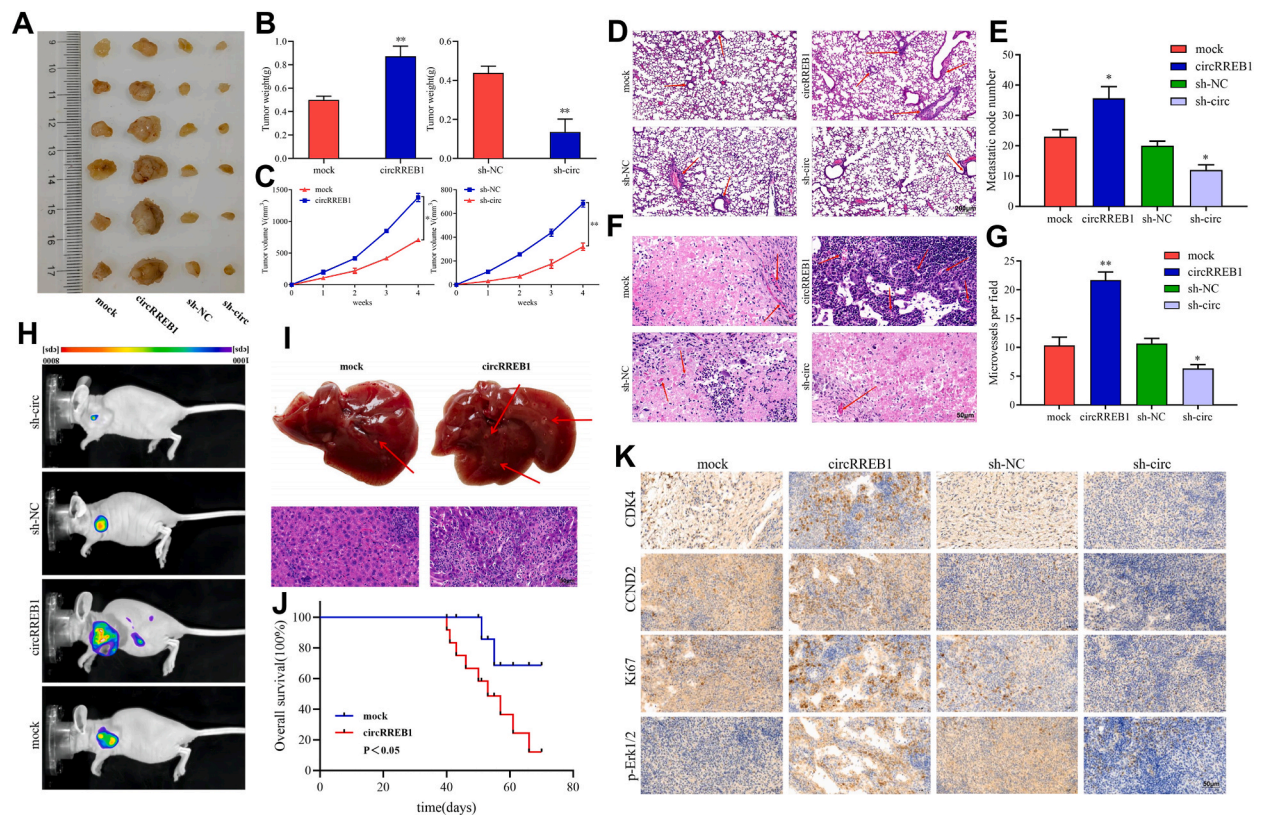 A
9
10
11
12
13
14
15
16
17
mock
circRREB1
sh-NC
sh-circ
B
Tumor weight(g)
1.0
0.8
0.6
0.4
0.2
0.0
**
mock
circRREB1
Tumor weight(g)
0.8
0.6
0.4
0.2
0.0
**
sh-NC
sh-circ
C
Tumor volume V(mm³)
1500
1000
500
0
mock
circRREB1
*
0 1 2 3 4
weeks
Tumor volume V(mm³)
800
600
400
200
0
sh-NC
sh-circ
**
0 1 2 3 4
weeks
D
mock
circRREB1
sh-NC
sh-circ
200μm
E
Metastatic node number
50
40
30
20
10
0
*
*
mock circRREB1 sh-NC sh-circ
mock
circRREB1
sh-NC
sh-circ
F
mock
circRREB1
sh-NC
sh-circ
50μm
G
Microvessels per field
25
20
15
10
5
0
**
*
mock circRREB1 sh-NC sh-circ
mock
circRREB1
sh-NC
sh-circ
H
[cps] 8000
1000 [cps]
sh-circ
sh-NC
circRREB1
mock
I
mock
circRREB1
J
Overall survival(100%)
100
80
60
40
20
0
mock
circRREB1
P<0.05
0 20 40 60 80
time(days)
K
mock circRREB1 sh-NC sh-circ
CDK4
CCND2
Ki67
p-Erk1/2
50μm